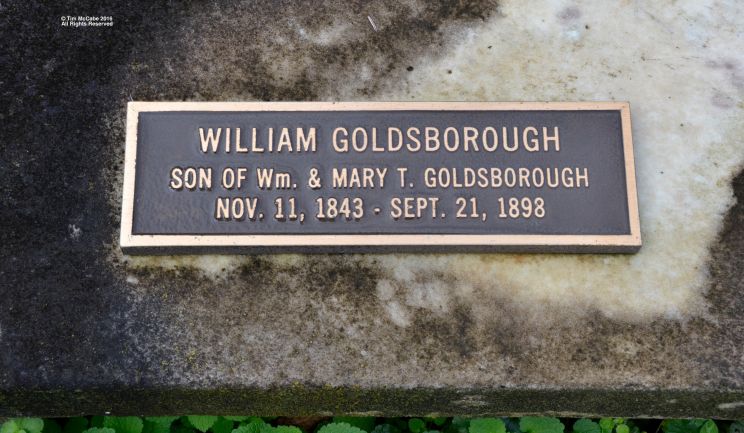 © Tim McCabe 2016
All Rights Reserved
WILLIAM GOLDSBOROUGH
SON OF Wm. & MARY T. GOLDSBOROUGH
NOV. 11, 1843 - SEPT. 21, 1898